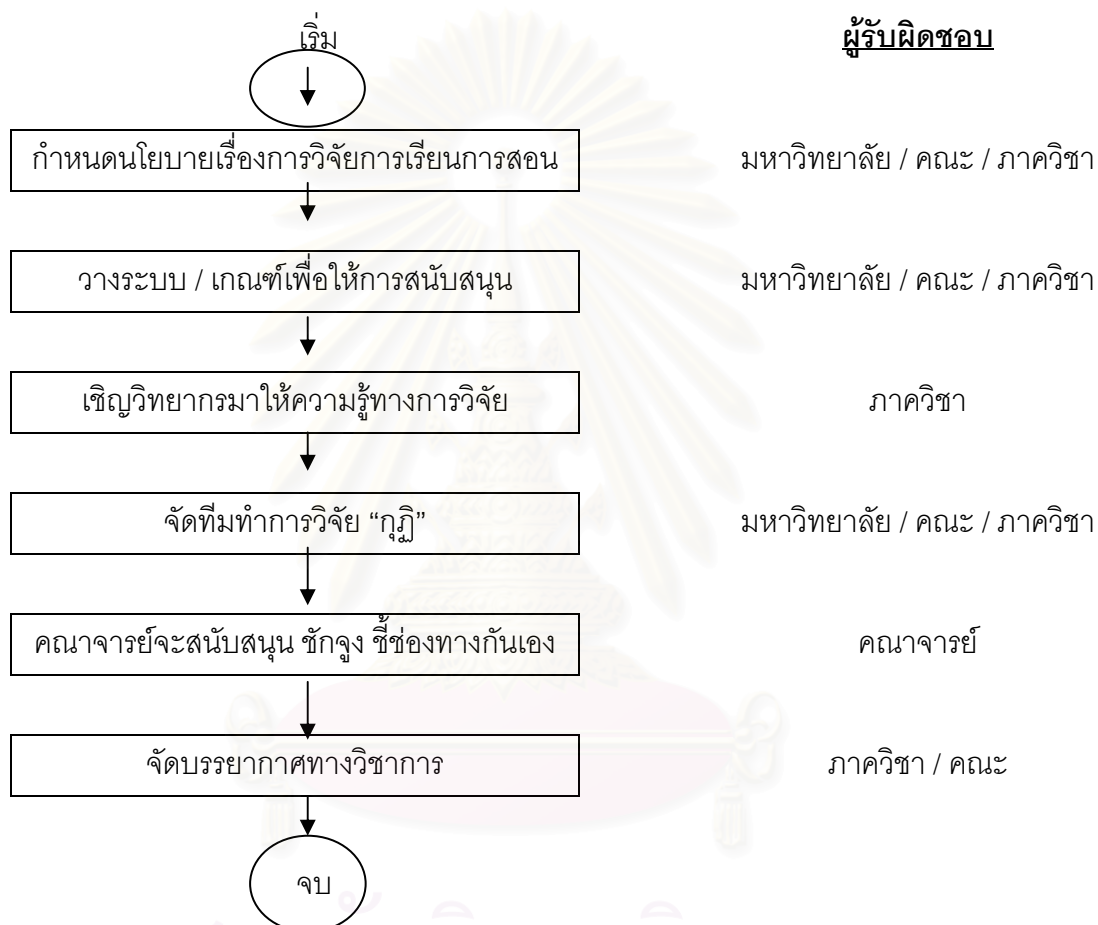 เริ่ม ผู้รับผิดชอบ
กำหนดนโยบายเรื่องการวิจัยการเรียนการสอน มหาวิทยาลัย / คณะ / ภาควิชา
วางระบบ / เกณฑ์เพื่อให้การสนับสนุน มหาวิทยาลัย / คณะ / ภาควิชา
เชิญวิทยากรมาให้ความรู้ทางการวิจัย ภาควิชา
จัดทีมทำการวิจัย “กุฏิ” มหาวิทยาลัย / คณะ / ภาควิชา
คณาจารย์จะสนับสนุน ชักจูง ชี้ช่องทางกันเอง คณาจารย์
จัดบรรยากาศทางวิชาการ ภาควิชา / คณะ
จบ